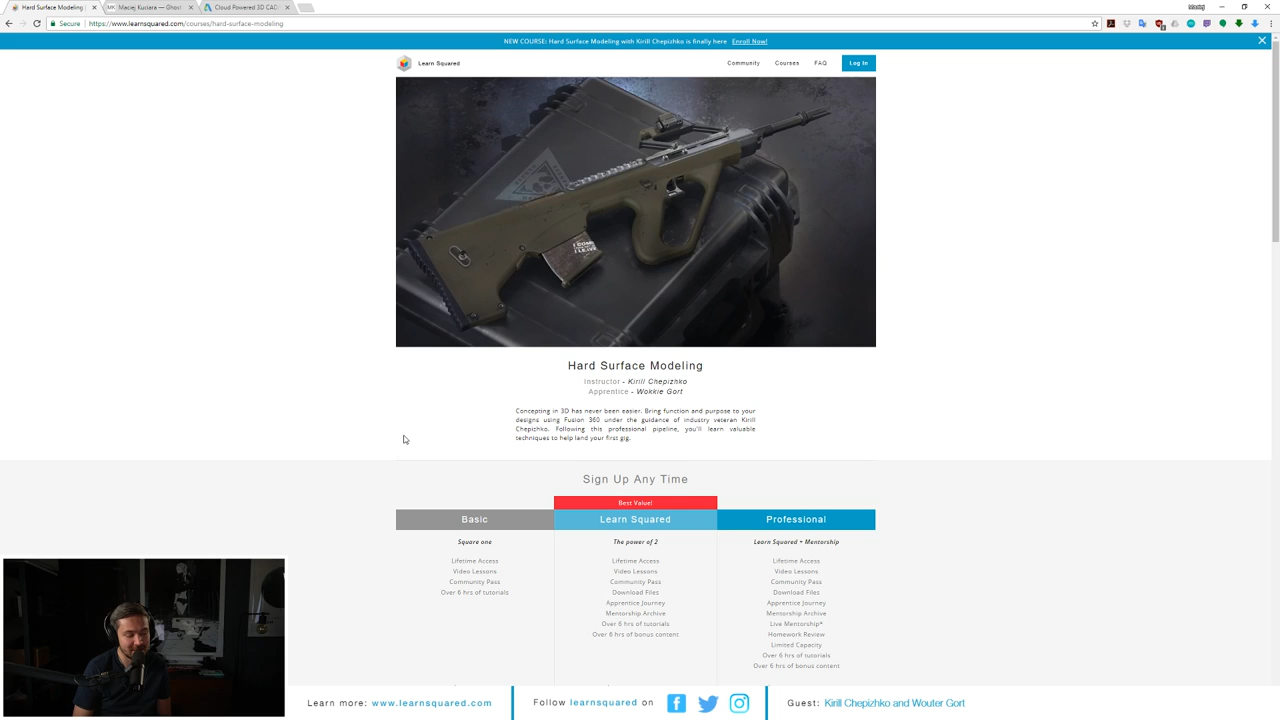 Hard Surface Modeling |
Maciej Kuciara — Ghost
Cloud Powered 3D CAD/
Secure
https://www.learnsquared.com/courses/hard-surface-modeling
NEW COURSE: Hard Surface Modeling with Kirill Chepizhko is finally here Enroll Now!
Learn Squared
Community
Courses
FAQ
Log In
Hard Surface Modeling
Instructor - Kirill Chepizhko
Apprentice - Wokkie Gort
Concepting in 3D has never been easier. Bring function and purpose to your
designs using Fusion 360 under the guidance of industry veteran Kirill
Chepizhko. Following this professional pipeline, you'll learn valuable
techniques to help land your first gig.
Sign Up Any Time
Best Value!
Basic
Learn Squared
Professional
Square one
The power of 2
Learn Squared + Mentorship
Lifetime Access
Video Lessons
Community Pass
Over 6 hrs of tutorials
Lifetime Access
Video Lessons
Community Pass
Download Files
Apprentice Journey
Mentorship Archive
Over 6 hrs of tutorials
Over 6 hrs of bonus content
Lifetime Access
Video Lessons
Community Pass
Download Files
Apprentice Journey
Mentorship Archive
Live Mentorship*
Homework Review
Limited Capacity
Over 6 hrs of tutorials
Over 6 hrs of bonus content
Learn more: www.learnsquared.com
Follow learnsquared on
Guest: Kirill Chepizhko and Wouter Gort